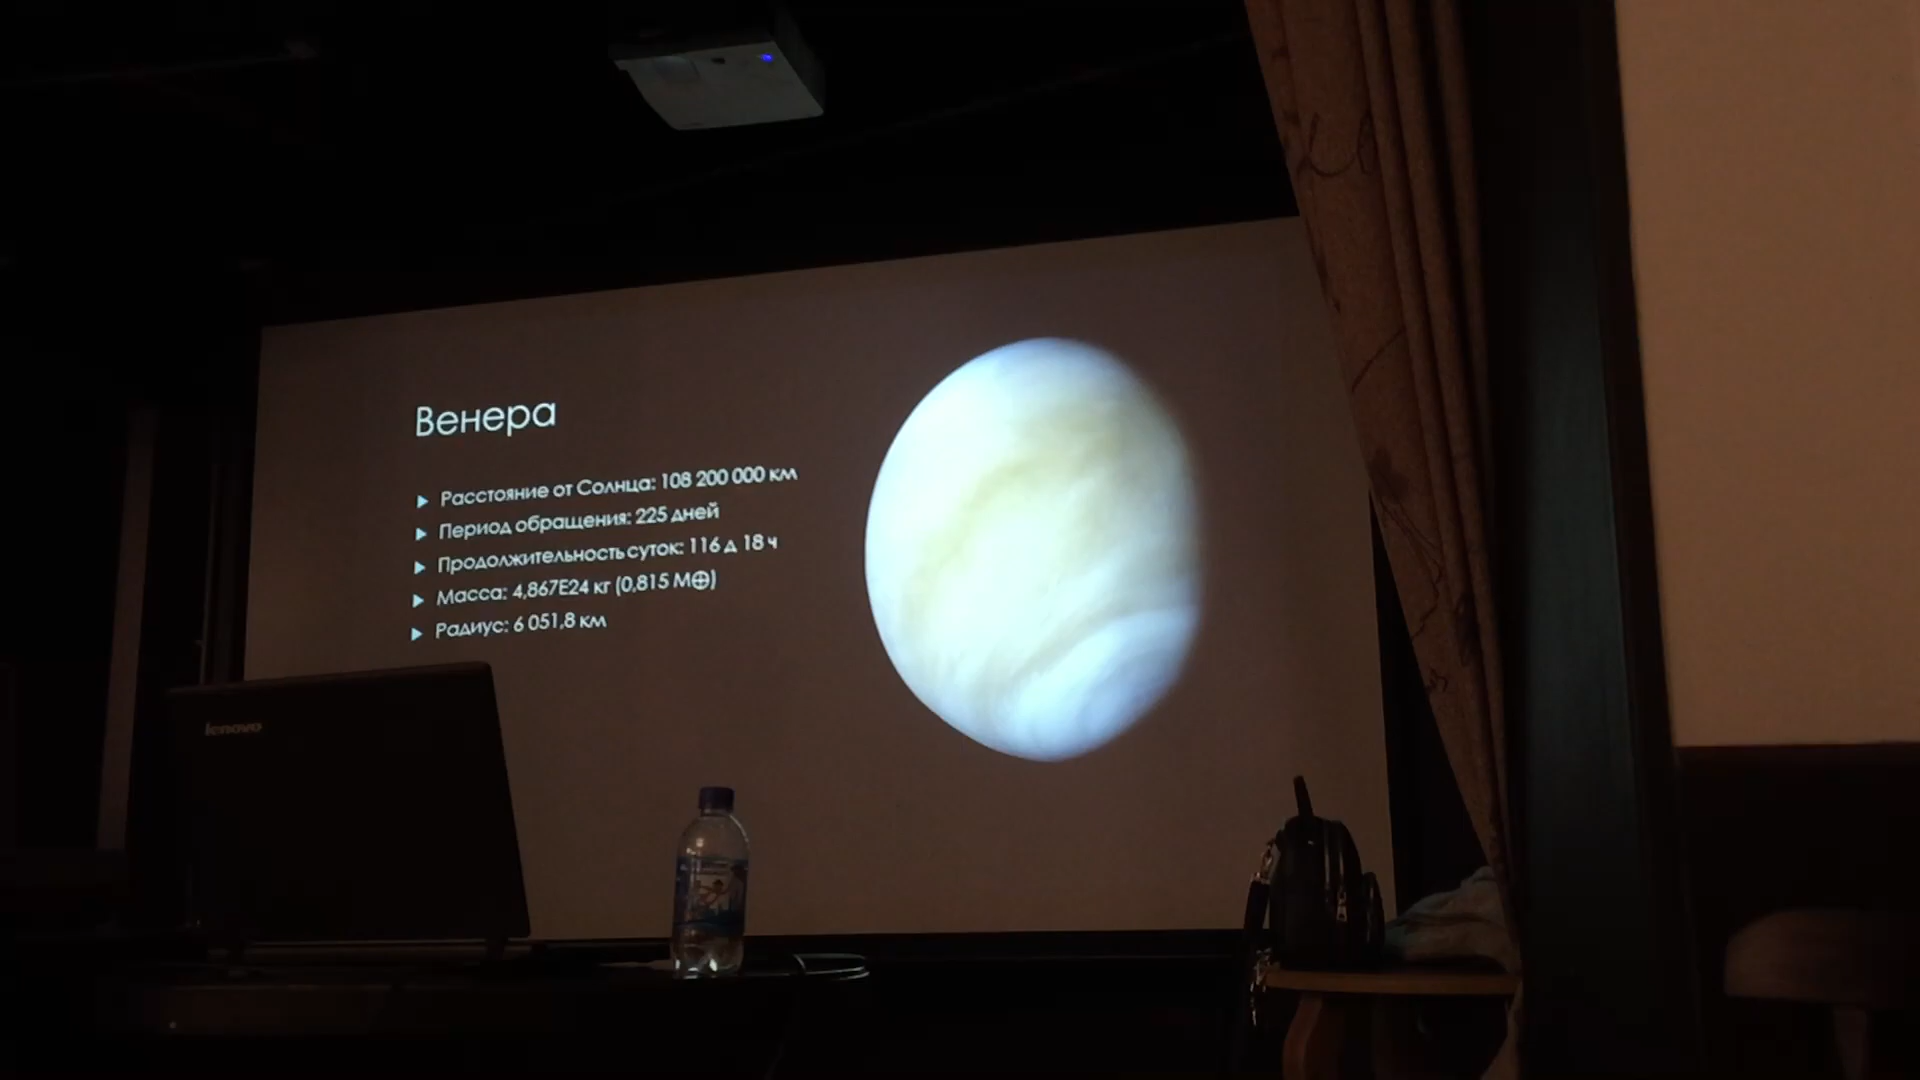 Венера
Расстояние от Солнца: 108 200 000 км
Период обращения: 225 дней
Продолжительность суток: 116 д 18 ч
Масса: 4,867E24 кг (0,815 M⊕)
Радиус: 6 051,8 км
lenovo